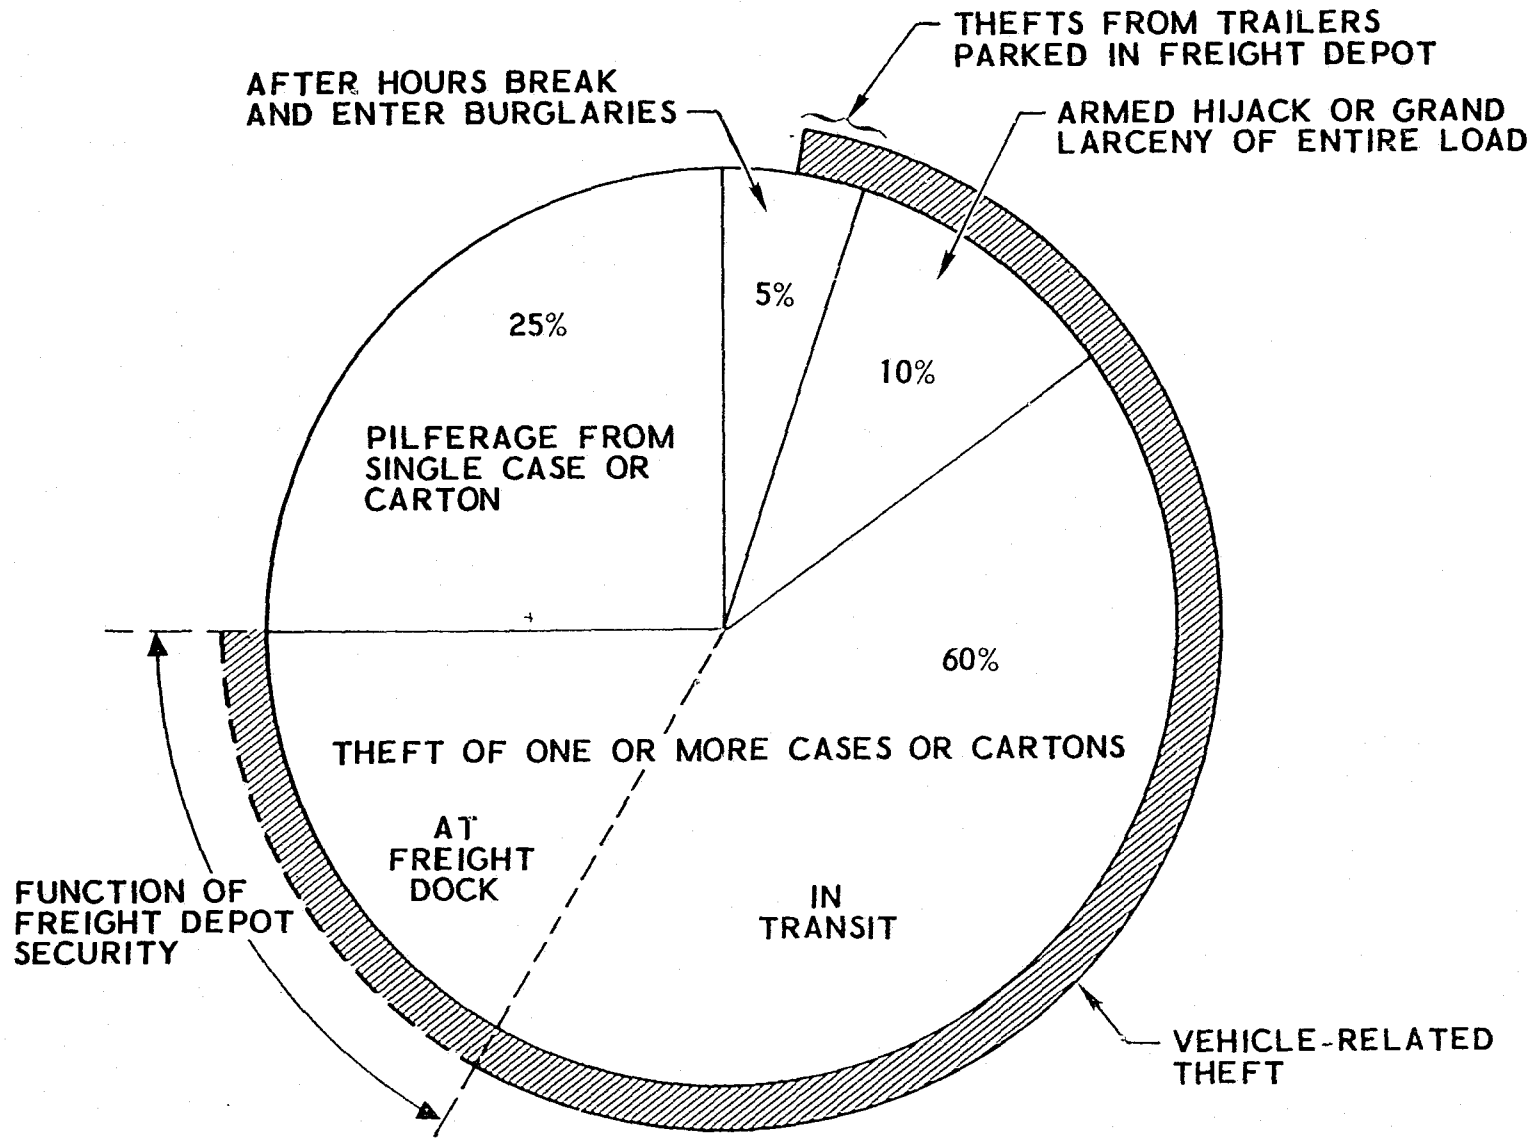 THEFTS FROM TRAILERS
PARKED IN FREIGHT DEPOT
AFTER HOURS BREAK
AND ENTER BURGLARIES
ARMED HIJACK OR GRAND
LARCENY OF ENTIRE LOAD
5%
25%
10%
PILFERAGE FROM
SINGLE CASE OR
CARTON
60%
THEFT OF ONE OR MORE CASES OR CARTONS
AT
FREIGHT
DOCK
IN
TRANSIT
FUNCTION OF
FREIGHT DEPOT
SECURITY
VEHICLE-RELATED
THEFT